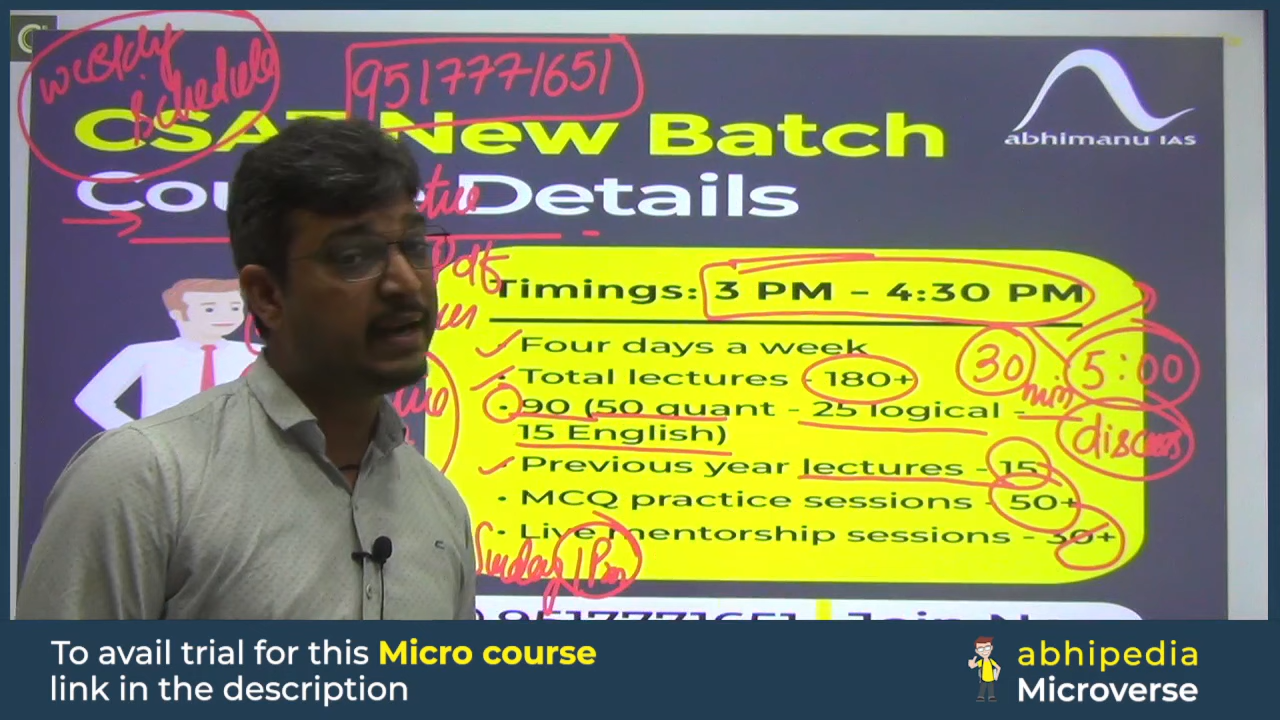 weekly
schedule
9517771651
CSAT New Batch
abhimanu IAS
Details
Pdf
Timings: 3 PM - 4:30 PM
Four days a week
Total lectures - 180+
30 min
5:00
discuss
90 (50 quant - 25 logical -
15 English)
Previous year lectures - 15
MCQ practice sessions - 50+
Live mentorship sessions - 30+
Sunday 1 Pm
9517771651
To avail trial for this Micro course
link in the description
abhipedia
Microverse